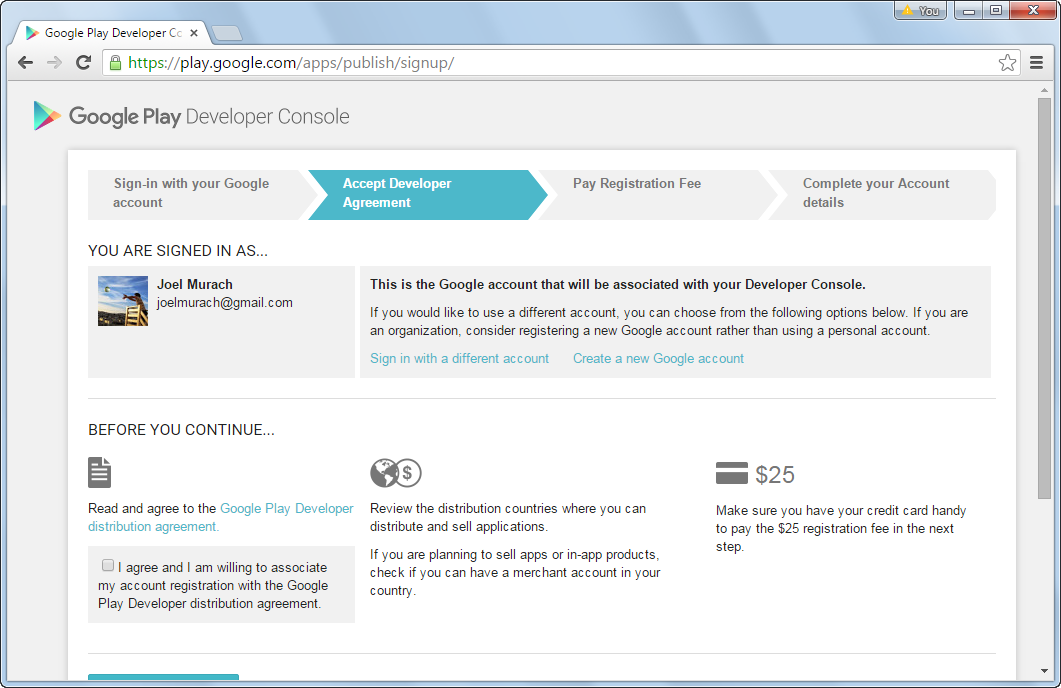 You
Google Play Developer Co
https://play.google.com/apps/publish/signup/
Google Play Developer Console
Sign-in with your Google
account
Accept Developer
Agreement
Pay Registration Fee
Complete your Account
details
YOU ARE SIGNED IN AS...
Joel Murach
joelmurach@gmail.com
This is the Google account that will be associated with your Developer Console.
If you would like to use a different account, you can choose from the following options below. If you are
an organization, consider registering a new Google account rather than using a personal account.
Sign in with a different account
Create a new Google account
BEFORE YOU CONTINUE...
Read and agree to the Google Play Developer
distribution agreement.
I agree and I am willing to associate
my account registration with the Google
Play Developer distribution agreement.
$
Review the distribution countries where you can
distribute and sell applications.
If you are planning to sell apps or in-app products,
check if you can have a merchant account in your
country.
$25
Make sure you have your credit card handy
to pay the $25 registration fee in the next
step.